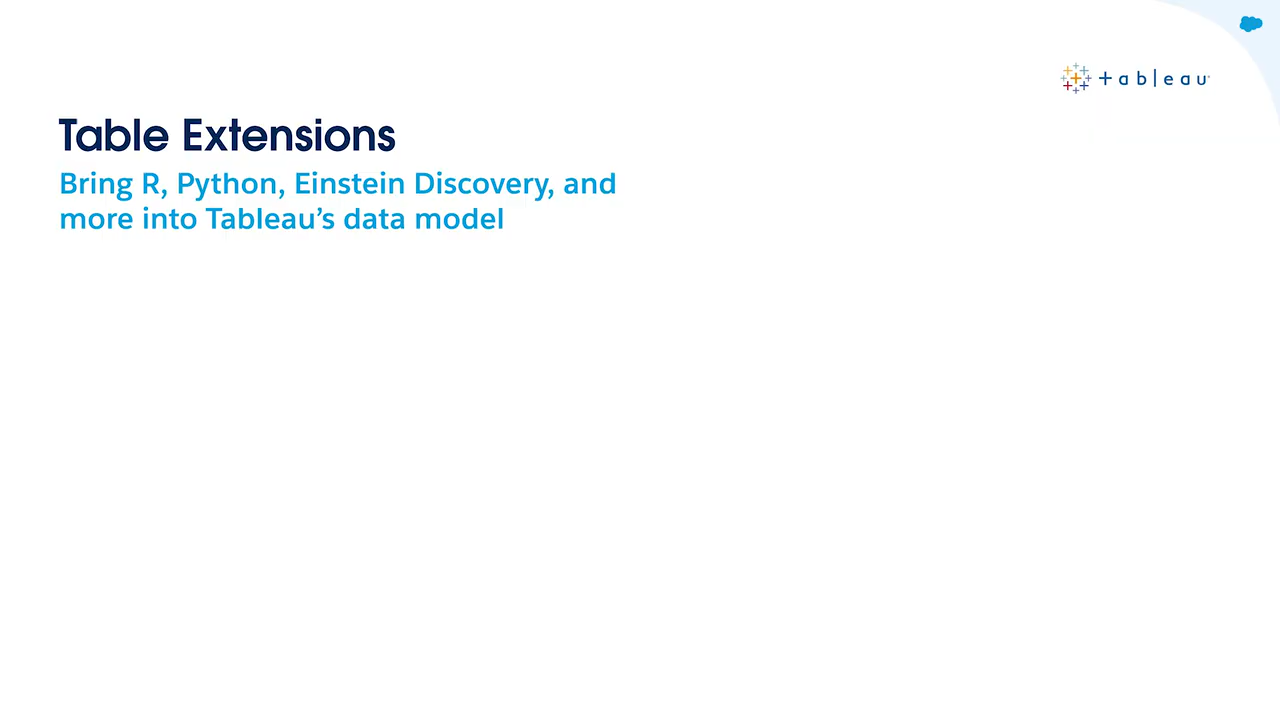 + a b | e a u
Table Extensions
Bring R, Python, Einstein Discovery, and
more into Tableau’s data model